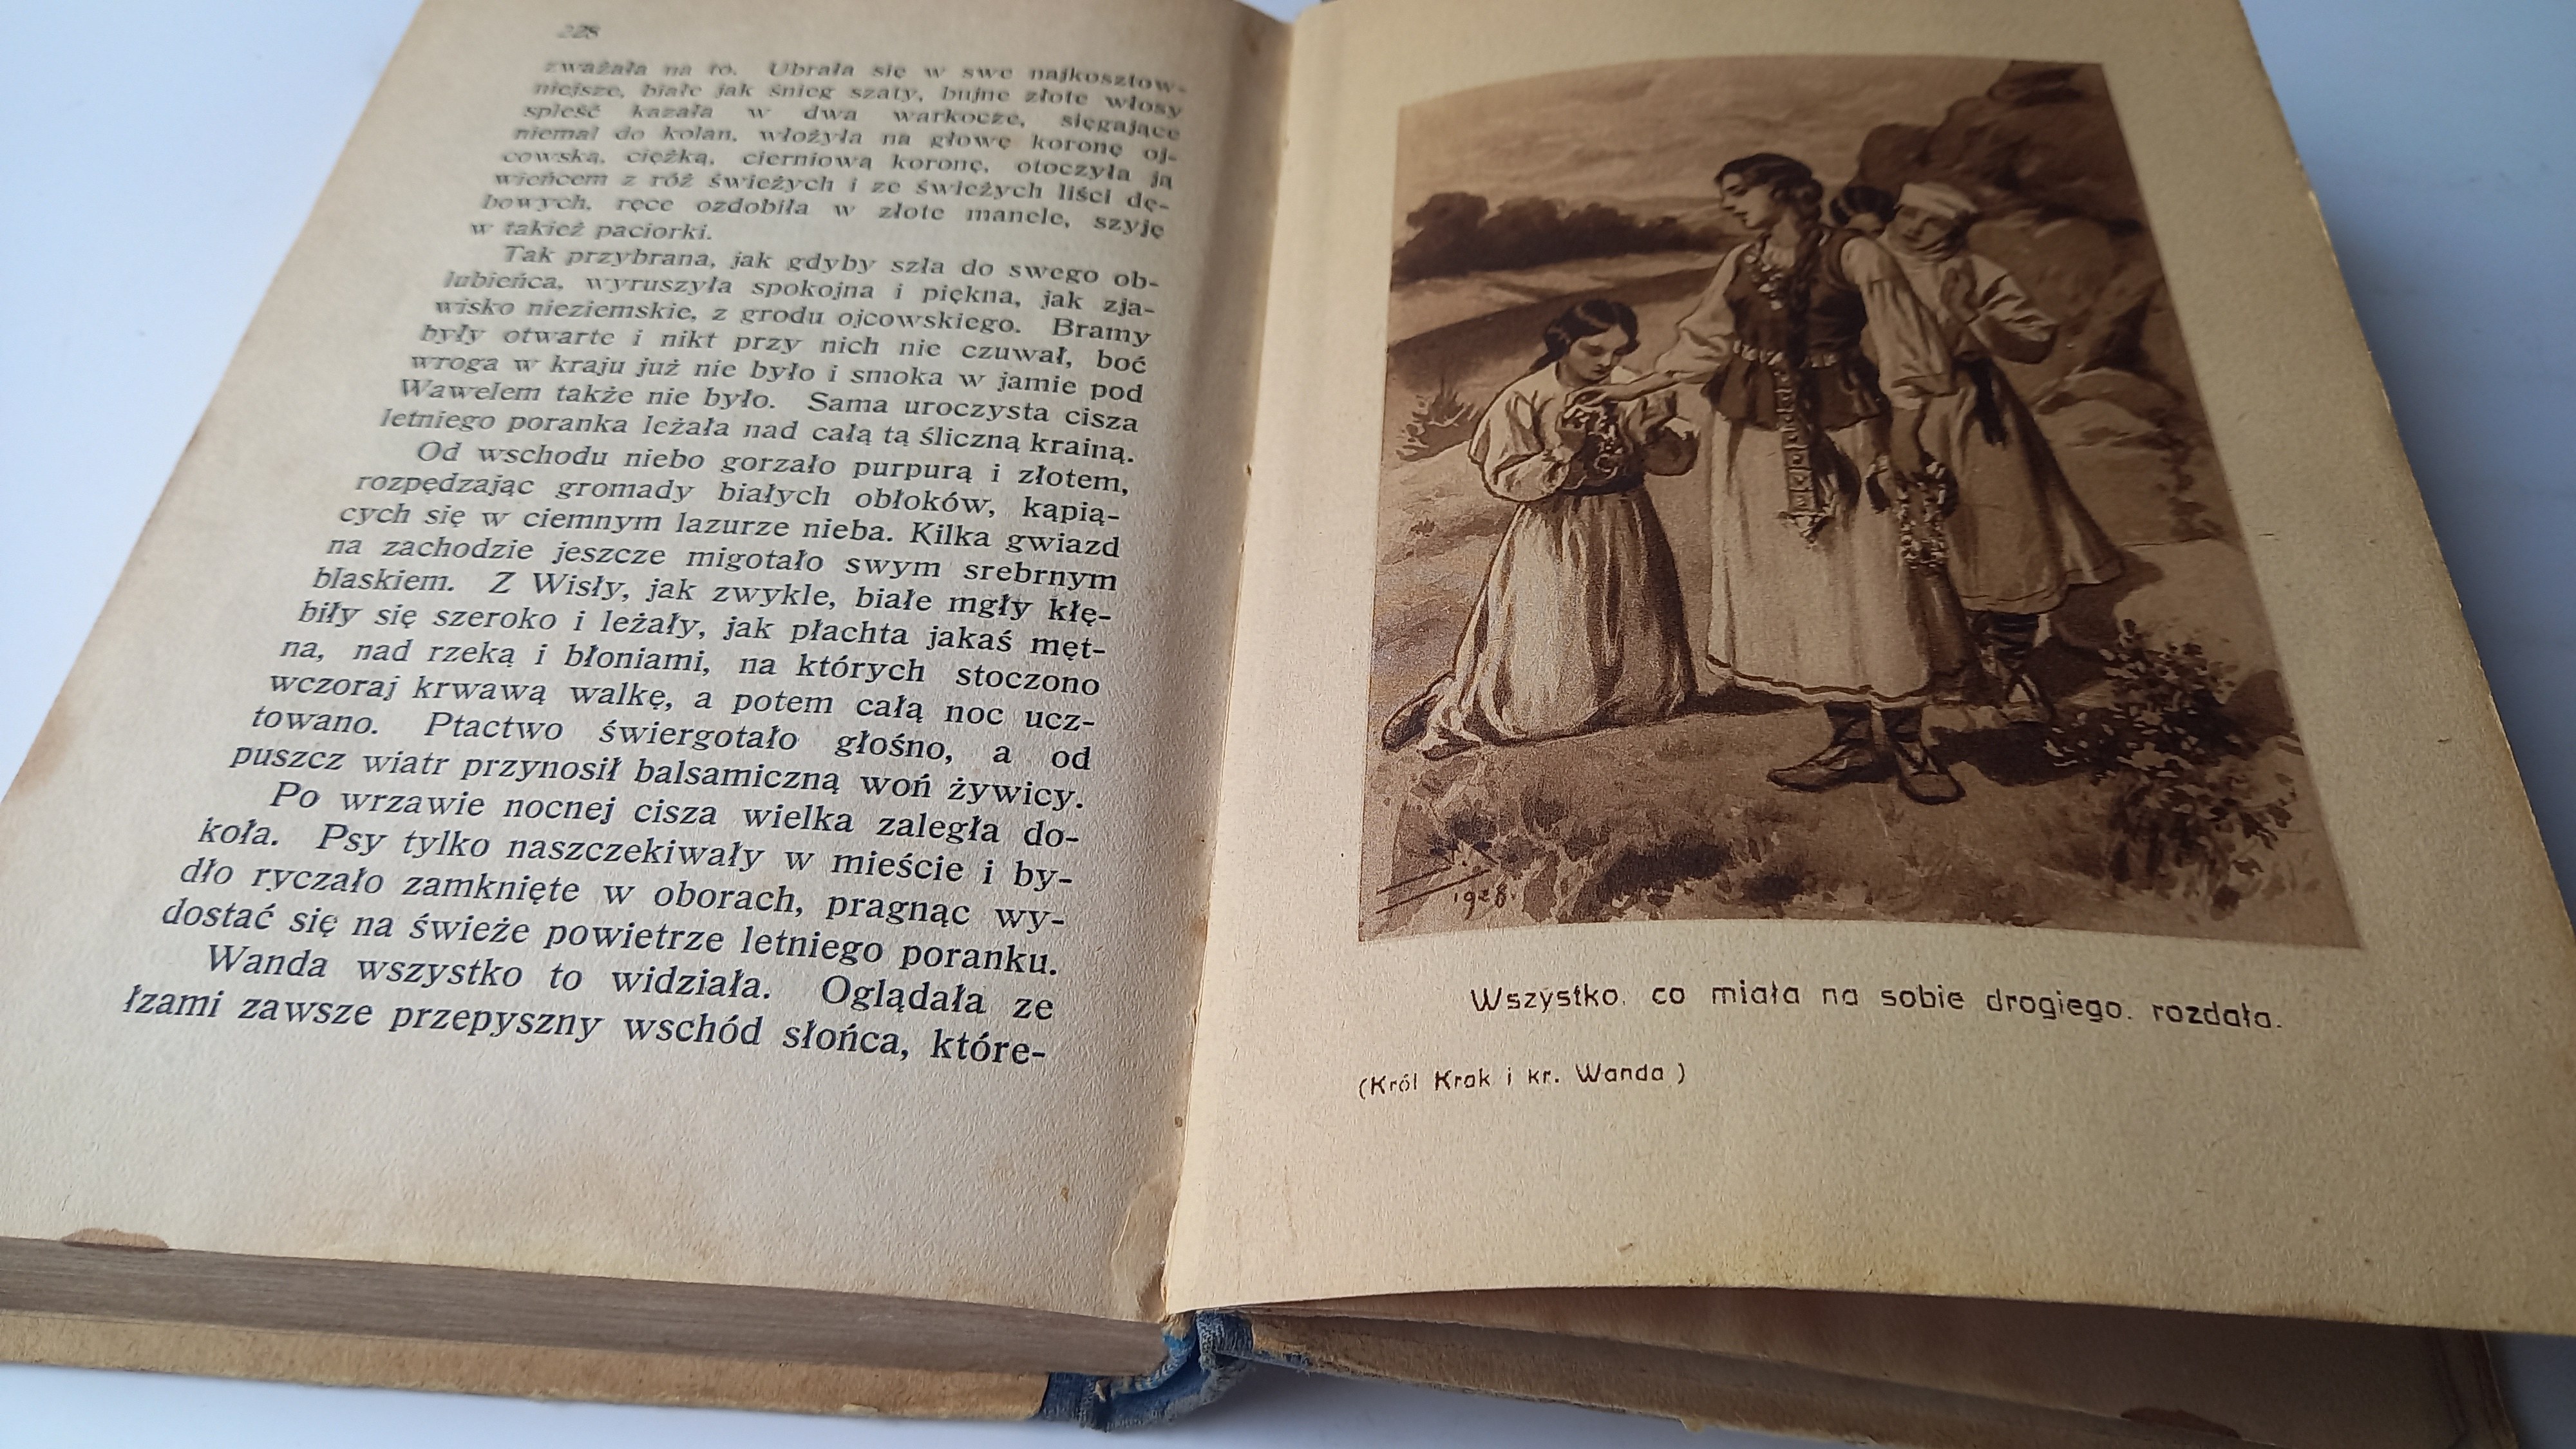 228
zważała na to. Ubrała się w swe najkosztow-
niejsze, białe jak śnieg szaty, bujne złote włosy
spleść kazała w dwa warkocze, sięgające
niemal do kolan, włożyła na głowę koronę oj-
cowską, ciężką, cierniową koronę, otoczyła ją
wieńcem z róż świeżych i ze świeżych liści dę-
bowych, ręce ozdobiła w złote manele, szyję
w takież paciorki.
Tak przybrana, jak gdyby szła do swego ob-
lubieńca, wyruszyła spokojna i piękna, jak zja-
wisko nieziemskie, z grodu ojcowskiego. Bramy
były otwarte i nikt przy nich nie czuwał, boć
wroga w kraju już nie było i smoka w jamie pod
Wawelem także nie było. Sama uroczysta cisza
letniego poranka leżała nad całą tą śliczną krainą.
Od wschodu niebo gorzało purpurą i złotem,
rozpędzając gromady białych obłoków, kąpią-
cych się w ciemnym lazurze nieba. Kilka gwiazd
na zachodzie jeszcze migotało swym srebrnym
blaskiem. Z Wisły, jak zwykle, białe mgły kłę-
biły się szeroko i leżały, jak płachta jakaś męt-
na, nad rzeką i błoniami, na których stoczono
wczoraj krwawą walkę, a potem całą noc ucz-
towano. Ptactwo świergotało głośno, a od
puszcz wiatr przynosił balsamiczną woń żywicy.
Po wrzawie nocnej cisza wielka zaległa do-
koła. Psy tylko naszczekiwały w mieście i by-
dło ryczało zamknięte w oborach, pragnąc wy-
dostać się na świeże powietrze letniego poranku.
Wanda wszystko to widziała. Oglądała ze
łzami zawsze przepyszny wschód słońca, które-
1928.
Wszystko, co miała na sobie drogiego, rozdała.
(Król Krak i kr. Wanda)